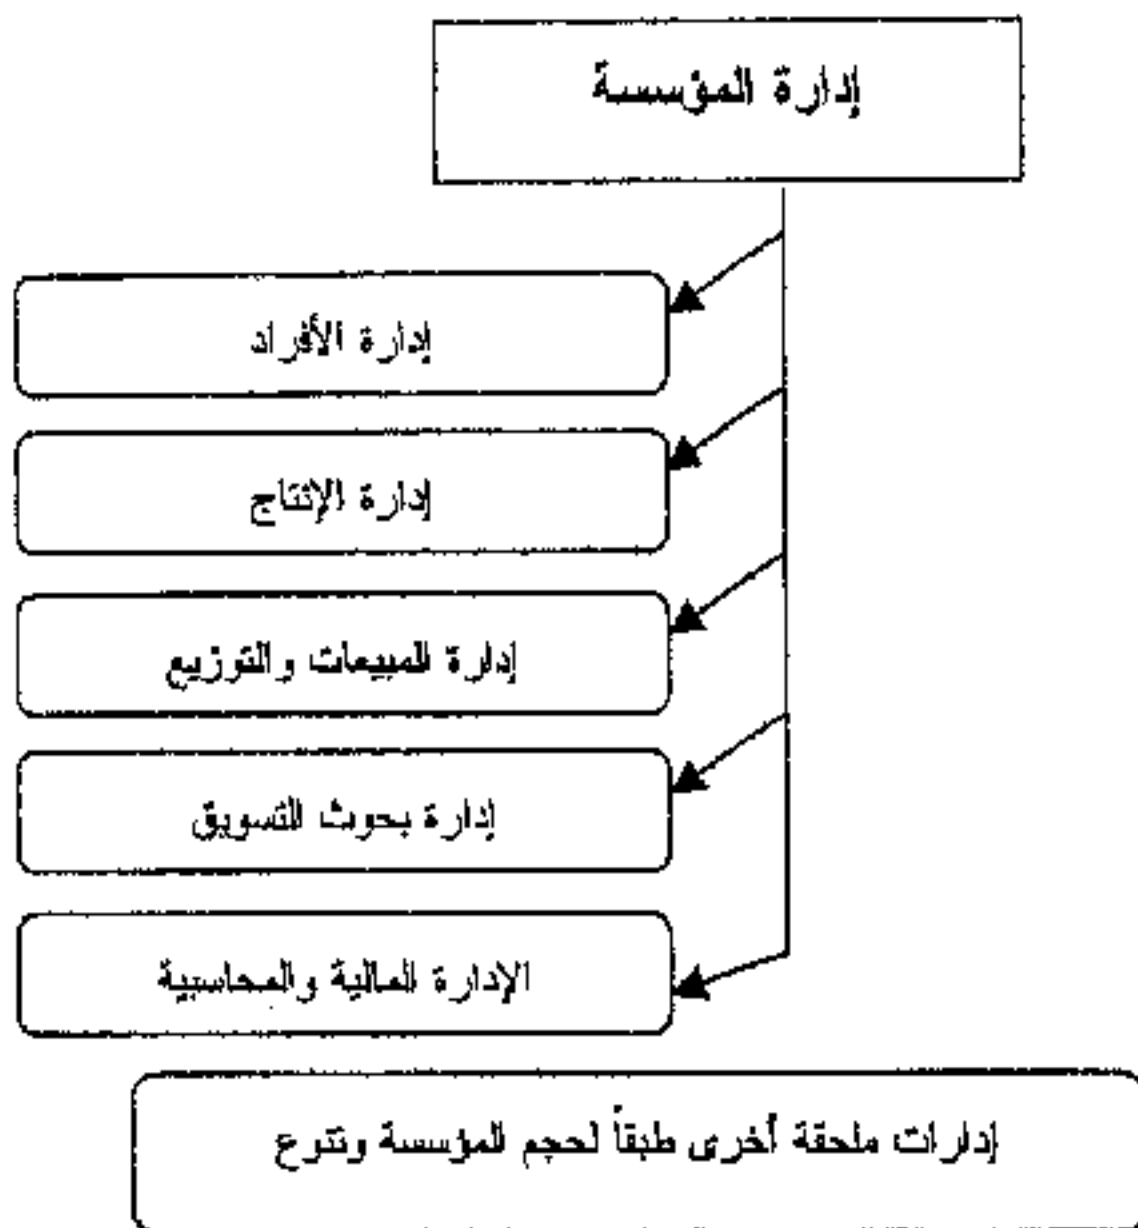 إدارة المؤسسة
إدارة الأفراد
إدارة الإنتاج
إدارة المبيعات والتوزيع
إدارة بحوث التسويق
الإدارة المالية والمحاسبية
إدارات ملحقة أخرى طبقاً لحجم المؤسسة وتنوع